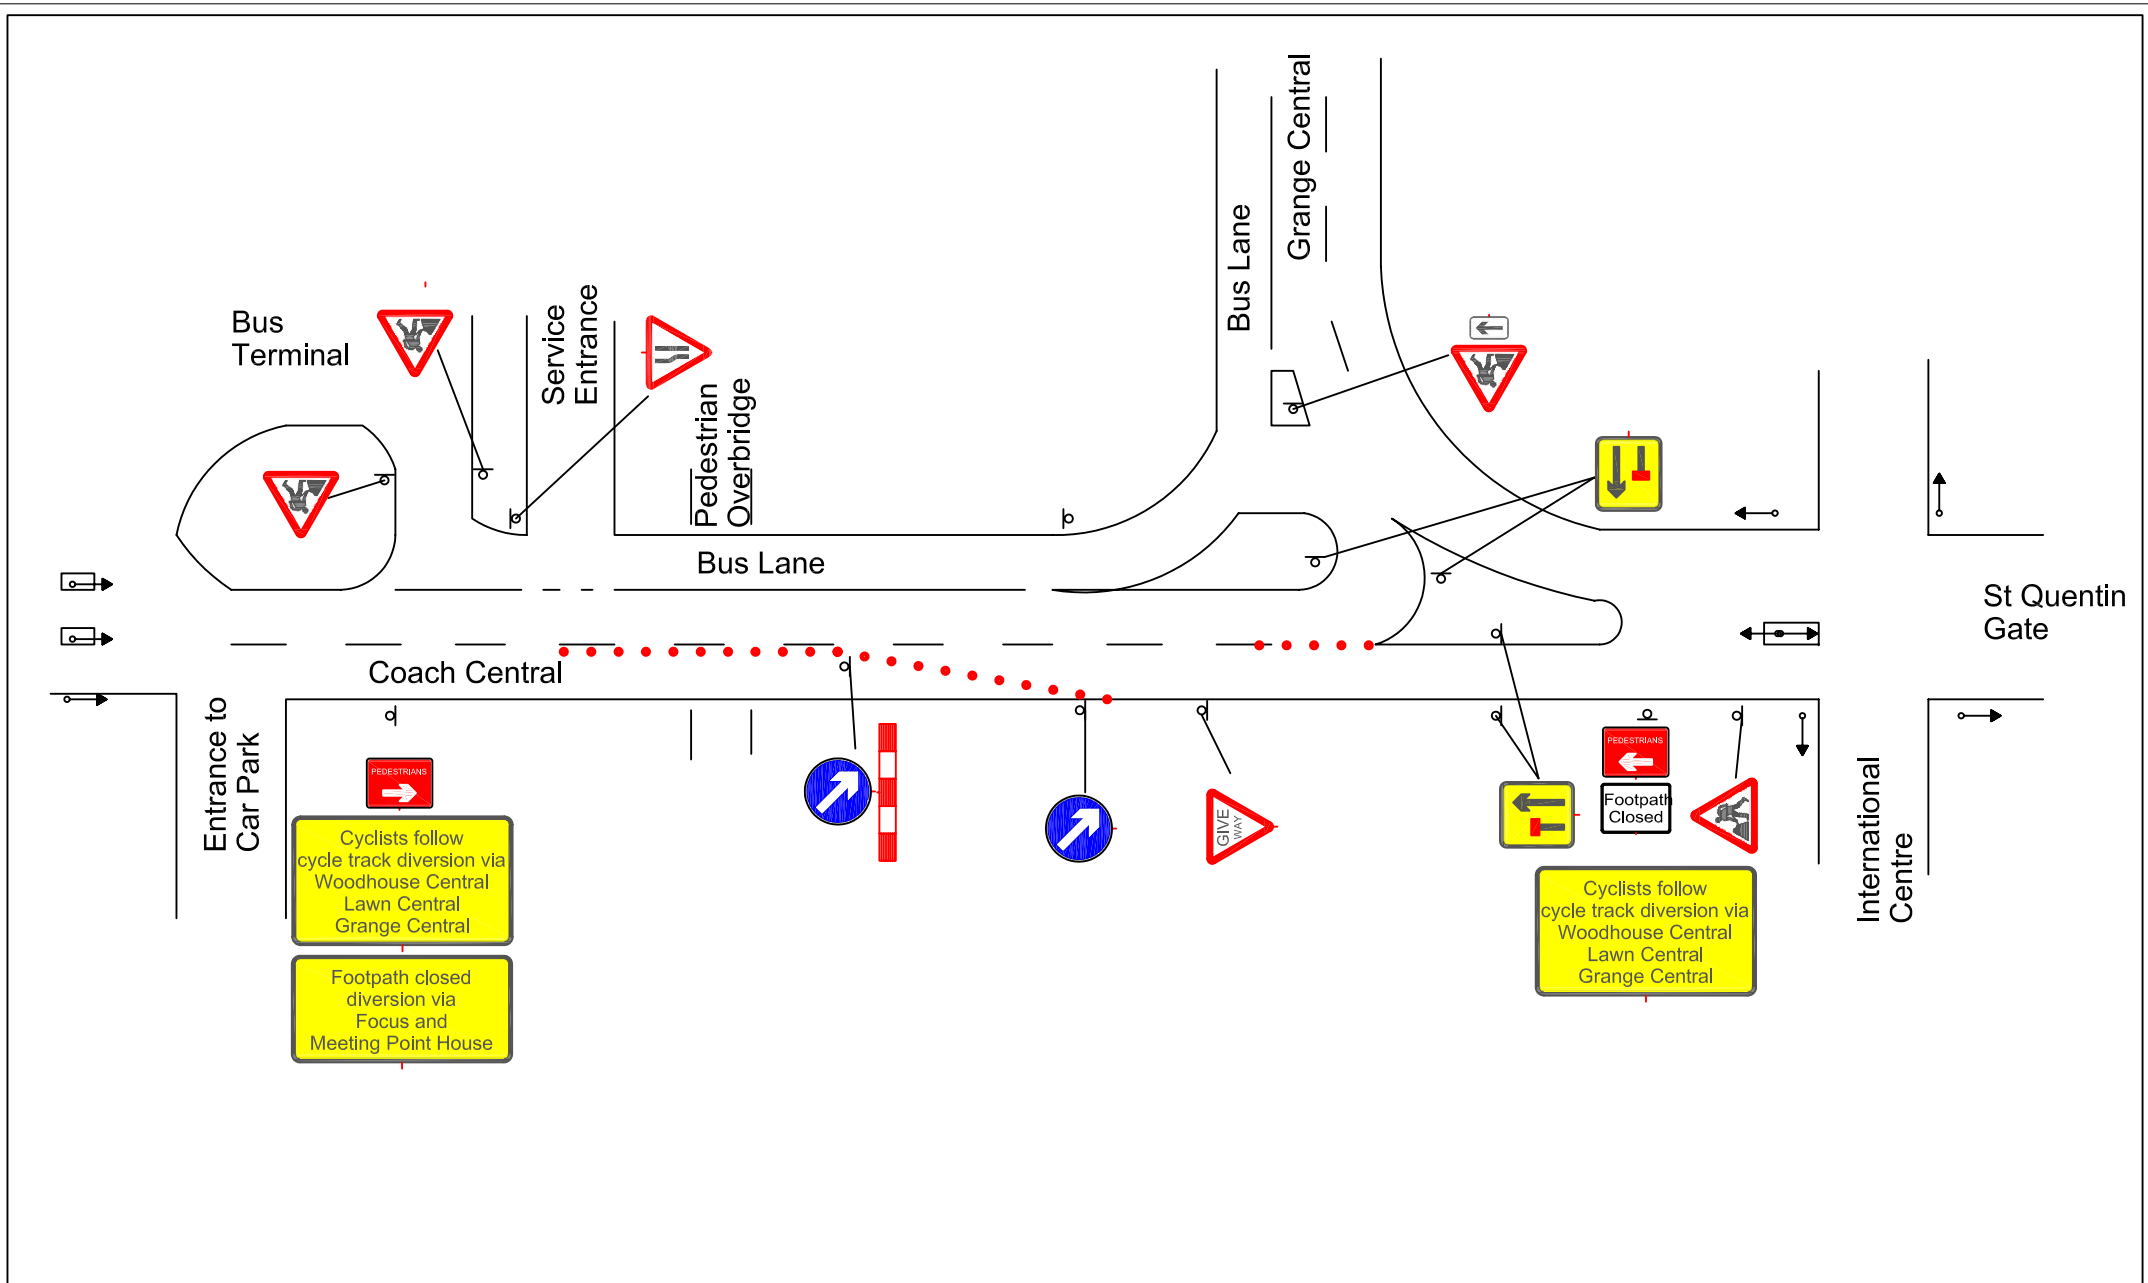 Grange Central
Bus Lane
Bus
Terminal
Service
Entrance
Pedestrian
Overbridge
Bus Lane
St Quentin
Gate
Coach Central
Entrance to
Car Park
PEDESTRIANS
Cyclists follow
cycle track diversion via
Woodhouse Central
Lawn Central
Grange Central
Footpath closed
diversion via
Focus and
Meeting Point House
GIVE
WAY
PEDESTRIANS
Footpath
Closed
Cyclists follow
cycle track diversion via
Woodhouse Central
Lawn Central
Grange Central
International
Centre